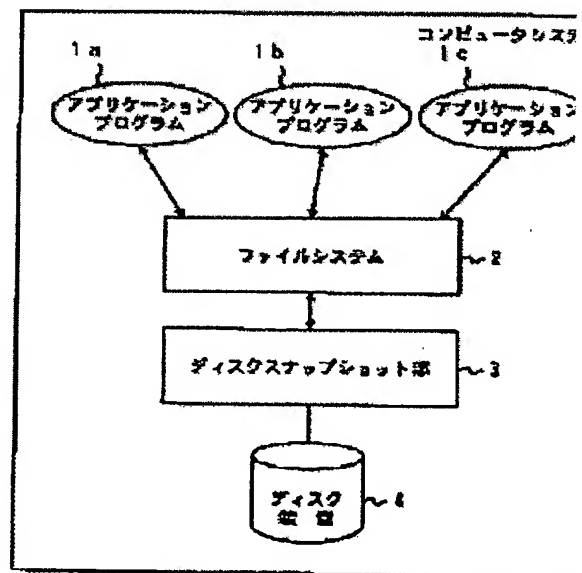 コンピュータシステ
1a
1b
1c
アプリケーション
プログラム
アプリケーション
プログラム
アプリケーション
プログラム
ファイルシステム
2
ディスクスナップショット部
3
ディスク
装置
4